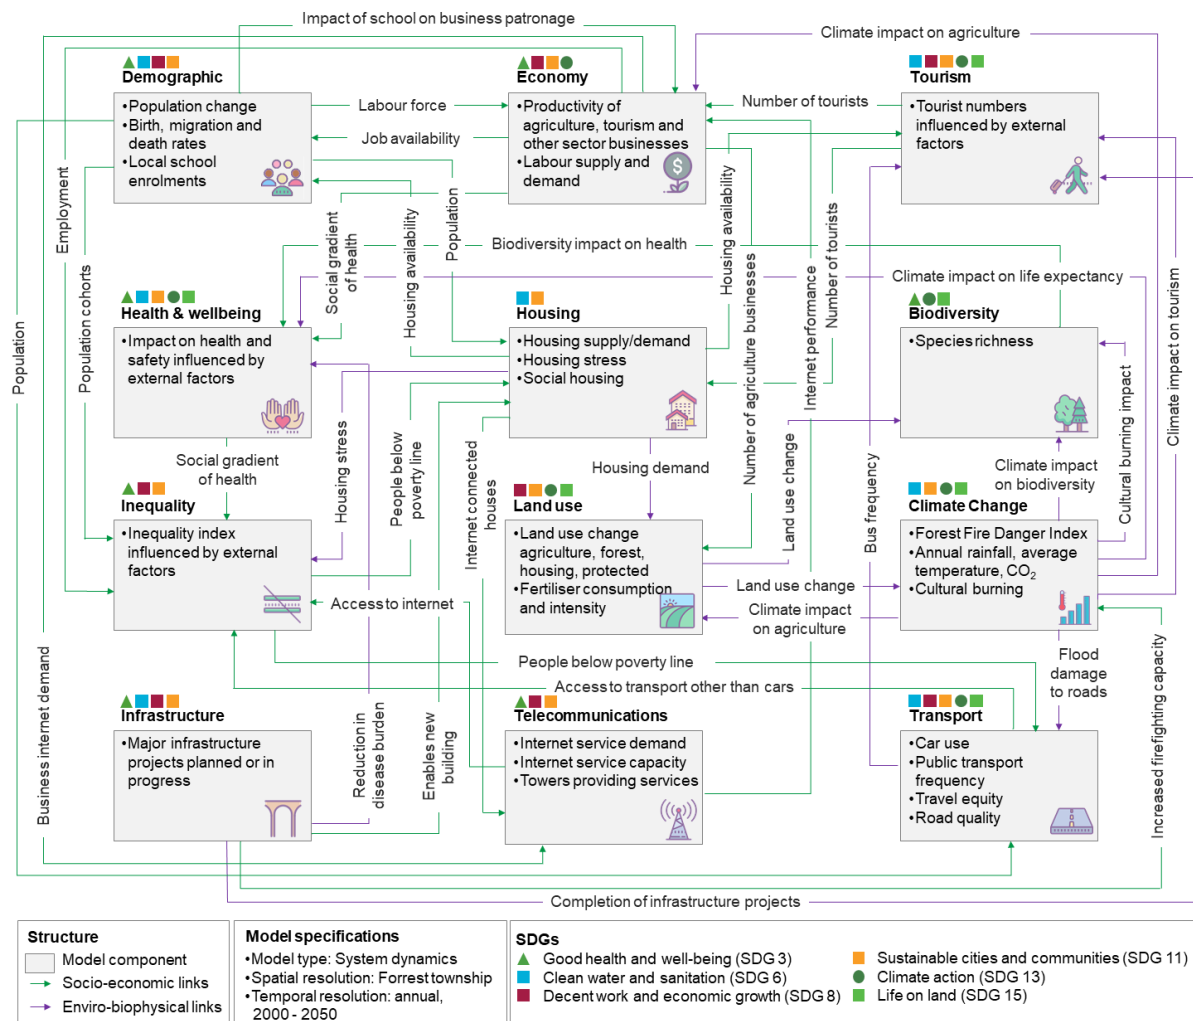 Impact of school on business patronage
Climate impact on agriculture
Demographic
Economy
Tourism
•Population change
•Birth, migration and
death rates
•Local school
enrolments
Labour force
Job availability
•Productivity of
agriculture, tourism and
other sector businesses
•Labour supply and
demand
Number of tourists
•Tourist numbers
influenced by external
factors
Employment
Population cohorts
Population
Social gradient
of health
Housing availability
Population
Biodiversity impact on health
Housing availability
Number of agriculture businesses
Internet performance
Number of tourists
Climate impact on life expectancy
Climate impact on tourism
Health & wellbeing
Housing
Biodiversity
•Impact on health and
safety influenced by
external factors
•Housing supply/demand
•Housing stress
•Social housing
•Species richness
Social gradient
of health
Housing stress
People below
poverty line
Internet connected
houses
Housing demand
Land use change
Bus frequency
Climate impact
on biodiversity
Cultural burning impact
Inequality
Land use
Climate Change
•Inequality index
influenced by external
factors
•Land use change
agriculture, forest,
housing, protected
•Fertiliser consumption
and intensity
•Forest Fire Danger Index
•Annual rainfall, average
temperature, CO2
•Cultural burning
Access to internet
Land use change
Climate impact
on agriculture
People below poverty line
Access to transport other than cars
Flood
damage
to roads
Increased firefighting capacity
Business internet demand
Infrastructure
Telecommunications
Transport
•Major infrastructure
projects planned or in
progress
Reduction in
disease burden
Enables new
building
•Internet service demand
•Internet service capacity
•Towers providing services
•Car use
•Public transport
frequency
•Travel equity
•Road quality
Completion of infrastructure projects
Structure
Model component
Socio-economic links
Enviro-biophysical links
Model specifications
•Model type: System dynamics
•Spatial resolution: Forrest township
•Temporal resolution: annual,
2000 - 2050
SDGs
Good health and well-being (SDG 3)
Clean water and sanitation (SDG 6)
Decent work and economic growth (SDG 8)
Sustainable cities and communities (SDG 11)
Climate action (SDG 13)
Life on land (SDG 15)